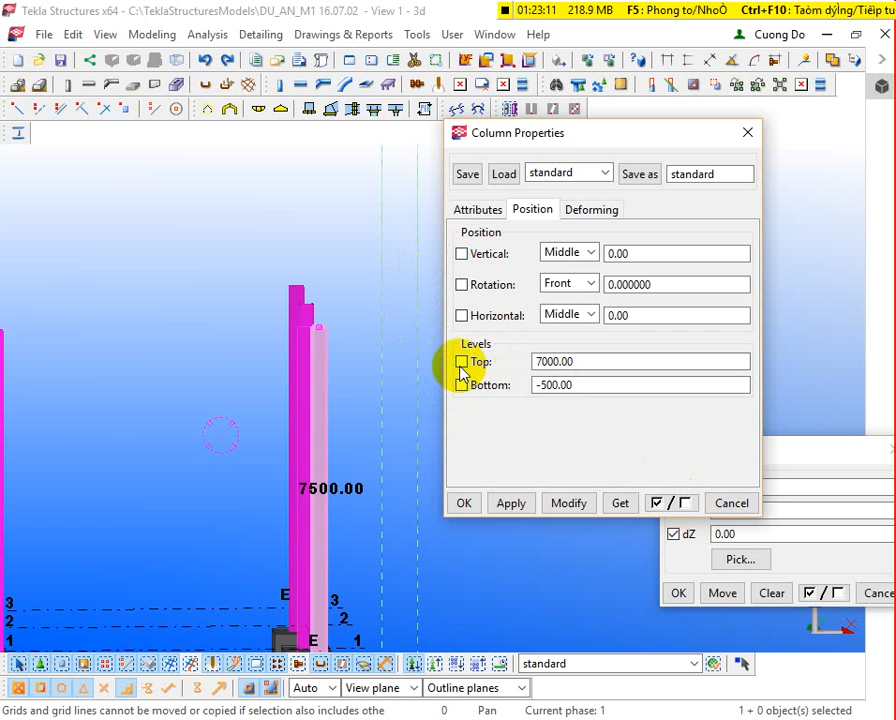 Tekla Structures x64 - C:\TeklaStructuresModels\DU_AN_M1 16.07.02 - View 1 - 3d
01:23:11 218.9 MB F5 : Phong to/NhoÒ Ctrl+F10 : Taòm dýÌng/Tiêìp tu
File Edit View Modeling Analysis Detailing Drawings & Reports Tools User Window Help
Cuong Do
Column Properties
Save Load standard Save as standard
Attributes Position Deforming
Position
Vertical: Middle 0.00
Rotation: Front 0.000000
Horizontal: Middle 0.00
Levels
Top: 7000.00
Bottom: -500.00
7500.00
OK Apply Modify Get / Cancel
dZ 0.00
Pick...
OK Move Clear / Cance
E
3 3
2 2
1 E 1
standard
Auto View plane Outline planes
Grids and grid lines cannot be moved or copied if selection also includes othe 0 Pan Current phase: 1 1 + 0 object(s) selected